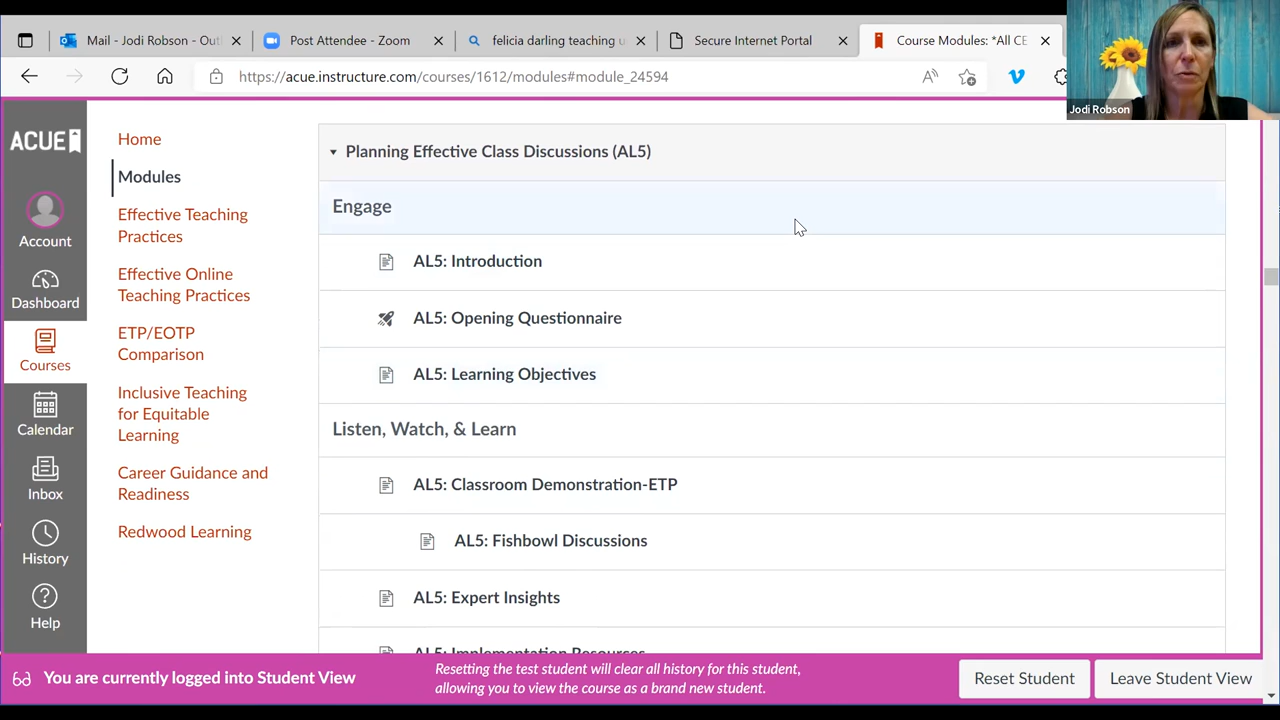 Mail - Jodi Robson - Out
Post Attendee - Zoom
felicia darling teaching u
Secure Internet Portal
Course Modules: *All CE
https://acue.instructure.com/courses/1612/modules#module_24594
Jodi Robson
ACUE
Account
Dashboard
Courses
Calendar
Inbox
History
Help
Home
Modules
Effective Teaching
Practices
Effective Online
Teaching Practices
ETP/EOTP
Comparison
Inclusive Teaching
for Equitable
Learning
Career Guidance and
Readiness
Redwood Learning
Planning Effective Class Discussions (AL5)
Engage
AL5: Introduction
AL5: Opening Questionnaire
AL5: Learning Objectives
Listen, Watch, & Learn
AL5: Classroom Demonstration-ETP
AL5: Fishbowl Discussions
AL5: Expert Insights
AL5: Implementation Resources
You are currently logged into Student View
Resetting the test student will clear all history for this student,
allowing you to view the course as a brand new student.
Reset Student
Leave Student View